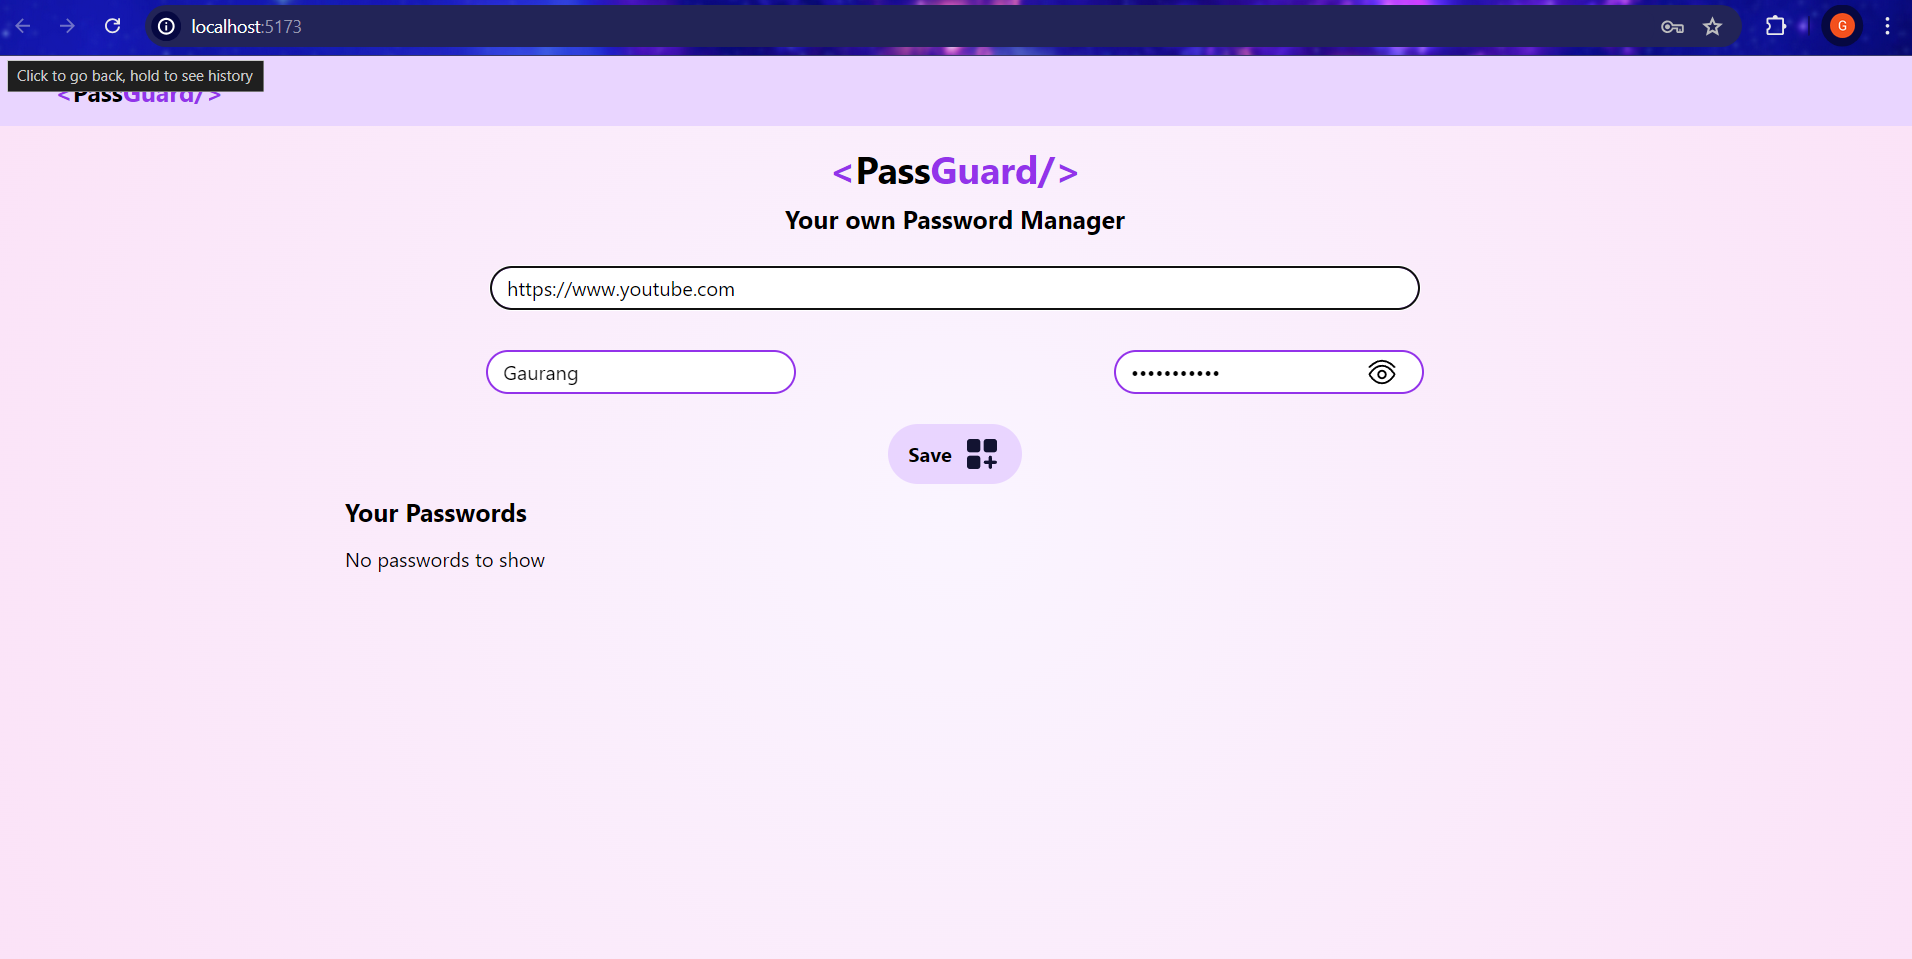 localhost:5173
G
Click to go back, hold to see history
<PassGuard/>
<PassGuard/>
Your own Password Manager
https://www.youtube.com
Gaurang
•••••••••••
Save
Your Passwords
No passwords to show